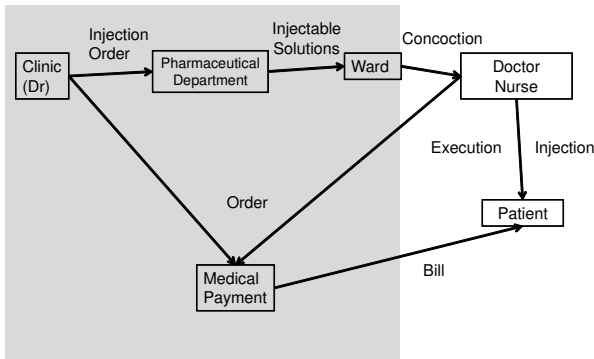 Injection
Order
Injectable
Solutions
Concoction
Clinic
(Dr)
Pharmaceutical
Department
Ward
Doctor
Nurse
Execution
Injection
Order
Patient
Medical
Payment
Bill